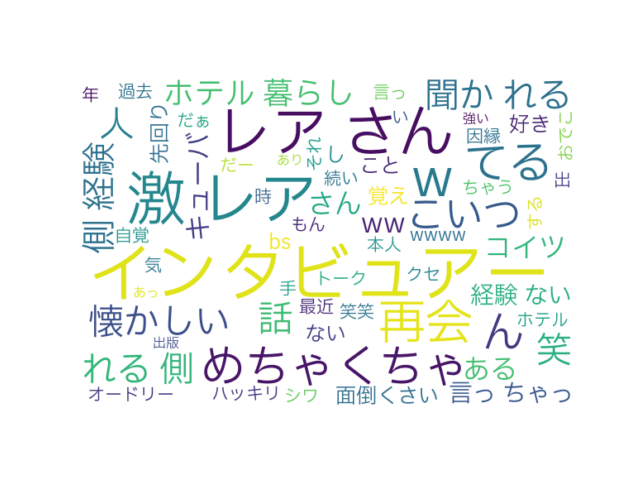 年
過去
ホテル 暮らし
言っ
聞か れる
人
先回り
だぁ
レア さん
い
強い
好き
因縁
おでこ
側 経験
キューバ
それ
し
こと
てる
激 レア
だー
あり
続い
時
さん
覚え
w
ちゃう
出
する
こいつ
自覚
もん
ww
wwww
bs
本人
コイツ
気
インタビュアー
トーク
クセ
手
あっ
経験 ない
懐かしい
話
最近
笑笑
再会
ん
ホテル
出版
ない
笑
れる 側
めちゃくちゃ
ある
オードリー
ハッキリ
シワ
面倒くさい
言っ ちゃっ